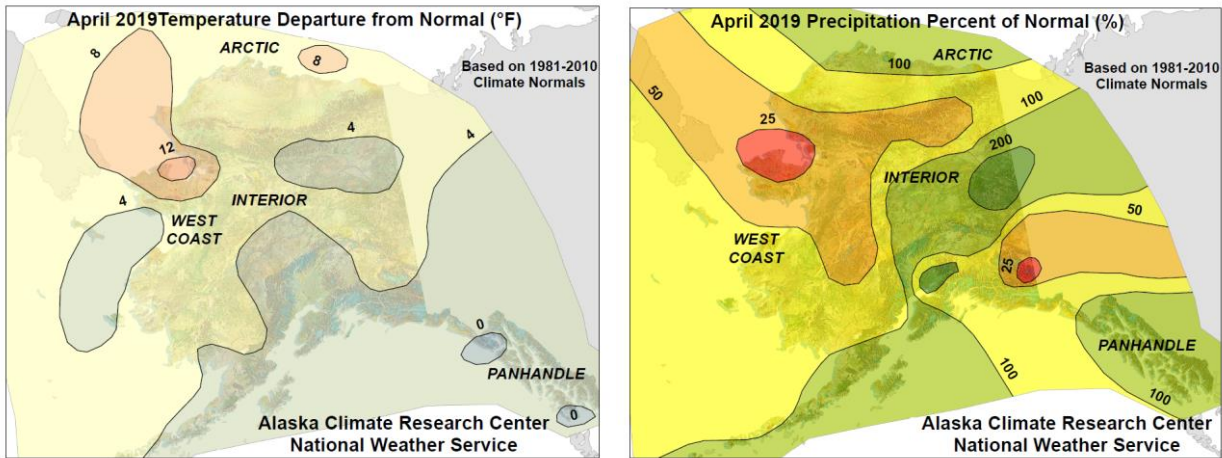 April 2019Temperature Departure from Normal (°F)
8
ARCTIC
8
Based on 1981-2010
Climate Normals
12
4
4
4
INTERIOR
WEST
COAST
0
PANHANDLE
0
Alaska Climate Research Center
National Weather Service
April 2019 Precipitation Percent of Normal (%)
ARCTIC
100
Based on 1981-2010
Climate Normals
50
100
25
200
INTERIOR
50
WEST
COAST
25
PANHANDLE
100
100
Alaska Climate Research Center
National Weather Service